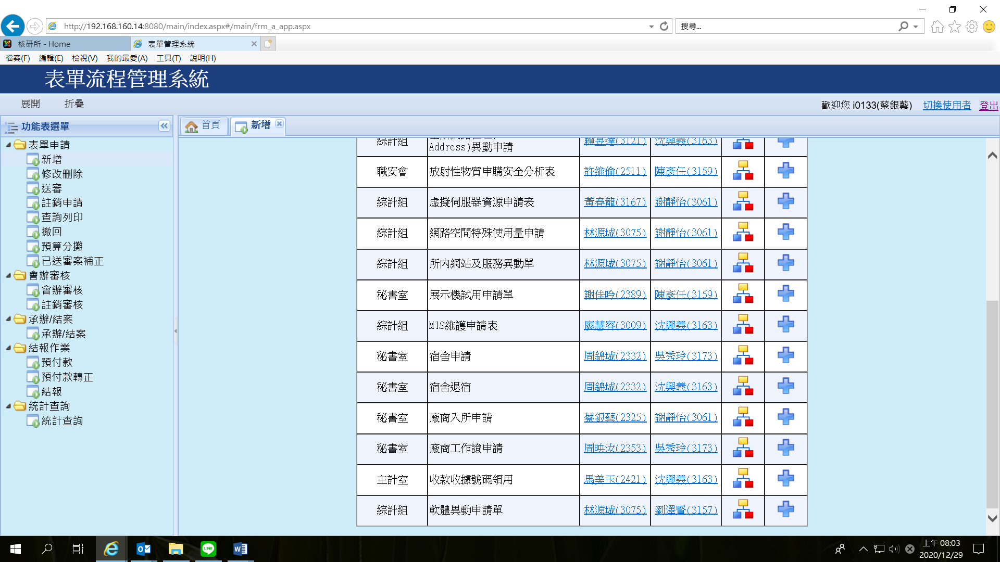 http://192.168.160.14:8080/main/index.aspx#/main/frm_a_app.aspx
搜尋...
核研所 - Home
表單管理系統
檔案(F) 編輯(E) 檢視(V) 我的最愛(A) 工具(T) 說明(H)
表單流程管理系統
展開 折疊
歡迎您 i0133(蔡銀藝) 切換使用者 登出
功能表選單
表單申請
新增
修改刪除
送審
註銷申請
查詢列印
撤回
預算分攤
已送審案補正
會辦審核
會辦審核
註銷審核
承辦/結案
承辦/結案
結報作業
預付款
預付款轉正
結報
統計查詢
統計查詢
首頁 新增
綜計組 Address)異動申請 賴昱達(3121) 沈興義(3163)
職安會 放射性物質申購安全分析表 許維倫(2511) 陳彥任(3159)
綜計組 虛擬伺服器資源申請表 黃春龍(3167) 謝靜怡(3061)
綜計組 網路空間特殊使用量申請 林源城(3075) 謝靜怡(3061)
綜計組 所內網站及服務異動單 林源城(3075) 謝靜怡(3061)
秘書室 展示機試用申請單 謝佳吟(2389) 陳彥任(3159)
綜計組 MIS維護申請表 廖慧容(3009) 沈興義(3163)
秘書室 宿舍申請 周錦城(2332) 吳秀玲(3173)
秘書室 宿舍退宿 周錦城(2332) 沈興義(3163)
秘書室 廠商入所申請 蔡銀藝(2325) 謝靜怡(3061)
秘書室 廠商工作證申請 周映汝(2353) 吳秀玲(3173)
主計室 收款收據號碼領用 馬美玉(2421) 沈興義(3163)
綜計組 軟體異動申請單 林源城(3075) 劉澤賢(3157)
上午 08:03
2020/12/29